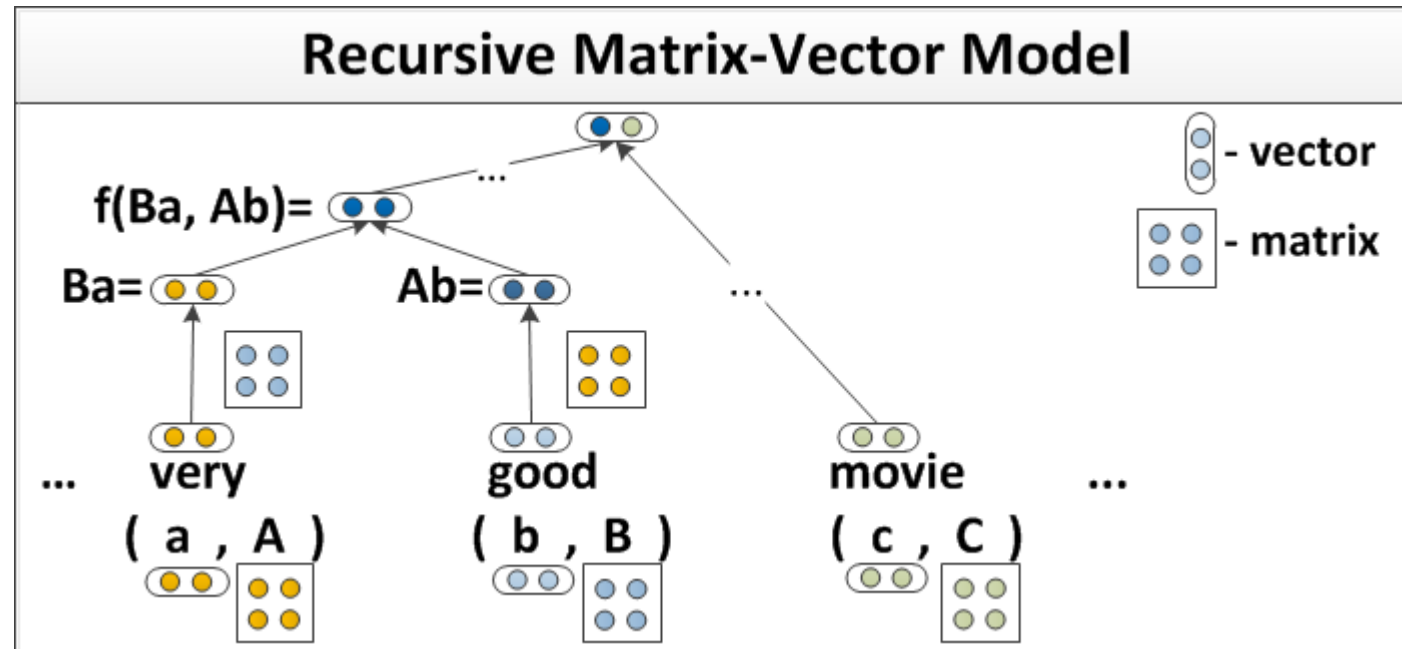 Recursive Matrix-Vector Model
...
- vector
f(Ba, Ab)=
- matrix
Ba=
Ab=
...
... very good movie ...
( a , A ) ( b , B ) ( c , C )